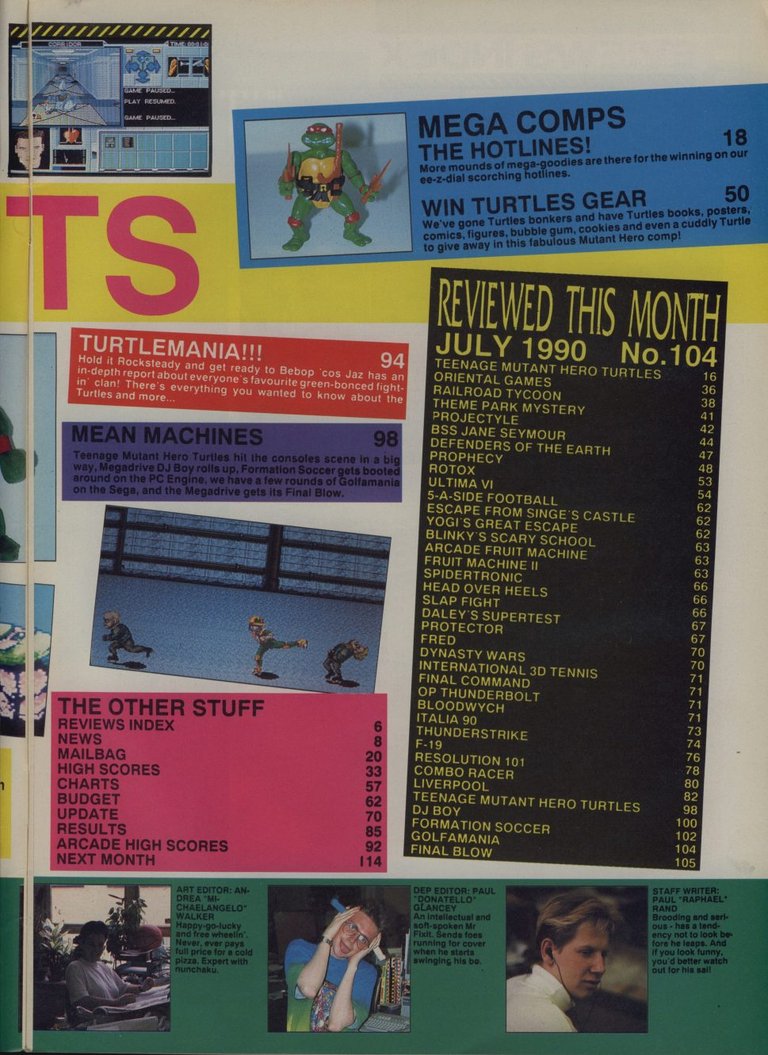 CORRIDOR
TIME:00:01:0
GAME PAUSED...
PLAY RESUMED.
GAME PAUSED...
TS
MEGA COMPS
THE HOTLINES! 18
More mounds of mega-goodies are there for the winning on our
ee-z-dial scorching hotlines.
WIN TURTLES GEAR 50
We've gone Turtles bonkers and have Turtles books, posters,
comics, figures, bubble gum, cookies and even a cuddly Turtle
to give away in this fabulous Mutant Hero comp!
TURTLEMANIA!!! 94
Hold it Rocksteady and get ready to Bebop 'cos Jaz has an
in-depth report about everyone's favourite green-bonced fight-
in' clan! There's everything you wanted to know about the
Turtles and more...
MEAN MACHINES 98
Teenage Mutant Hero Turtles hit the consoles scene in a big
way, Megadrive DJ Boy rolls up, Formation Soccer gets booted
around on the PC Engine, we have a few rounds of Golfamania
on the Sega, and the Megadrive gets its Final Blow.
THE OTHER STUFF
REVIEWS INDEX 6
NEWS 8
MAILBAG 20
HIGH SCORES 33
CHARTS 57
BUDGET 62
UPDATE 70
RESULTS 85
ARCADE HIGH SCORES 92
NEXT MONTH 114
REVIEWED THIS MONTH
JULY 1990 No.104
TEENAGE MUTANT HERO TURTLES 16
ORIENTAL GAMES 36
RAILROAD TYCOON 38
THEME PARK MYSTERY 41
PROJECTYLE 42
BSS JANE SEYMOUR 44
DEFENDERS OF THE EARTH 47
PROPHECY 48
ROTOX 53
ULTIMA VI 54
5-A-SIDE FOOTBALL 62
ESCAPE FROM SINGE'S CASTLE 62
YOGI'S GREAT ESCAPE 62
BLINKY'S SCARY SCHOOL 63
ARCADE FRUIT MACHINE 63
FRUIT MACHINE II 63
SPIDERTRONIC 66
HEAD OVER HEELS 66
SLAP FIGHT 66
DALEY'S SUPERTEST 67
PROTECTOR 67
FRED 70
DYNASTY WARS 70
INTERNATIONAL 3D TENNIS 71
FINAL COMMAND 71
OP THUNDERBOLT 71
BLOODWYCH 71
ITALIA 90 73
THUNDERSTRIKE 74
F-19 76
RESOLUTION 101 78
COMBO RACER 80
LIVERPOOL 82
TEENAGE MUTANT HERO TURTLES 98
DJ BOY 100
FORMATION SOCCER 102
GOLFAMANIA 104
FINAL BLOW 105
ART EDITOR: AN-
DREA "MI-
CHAELANGELO"
WALKER
Happy-go-lucky
and free wheelin'.
Never, ever pays
full price for a cold
pizza. Expert with
nunchaku.
DEP EDITOR: PAUL
"DONATELLO"
GLANCEY
An intellectual and
soft-spoken Mr
Fixit. Sends foes
running for cover
when he starts
swinging his bo.
STAFF WRITER:
PAUL "RAPHAEL"
RAND
Brooding and seri-
ous - has a tend-
ency not to look be-
fore he leaps. And
if you look funny,
you'd better watch
out for his sai!